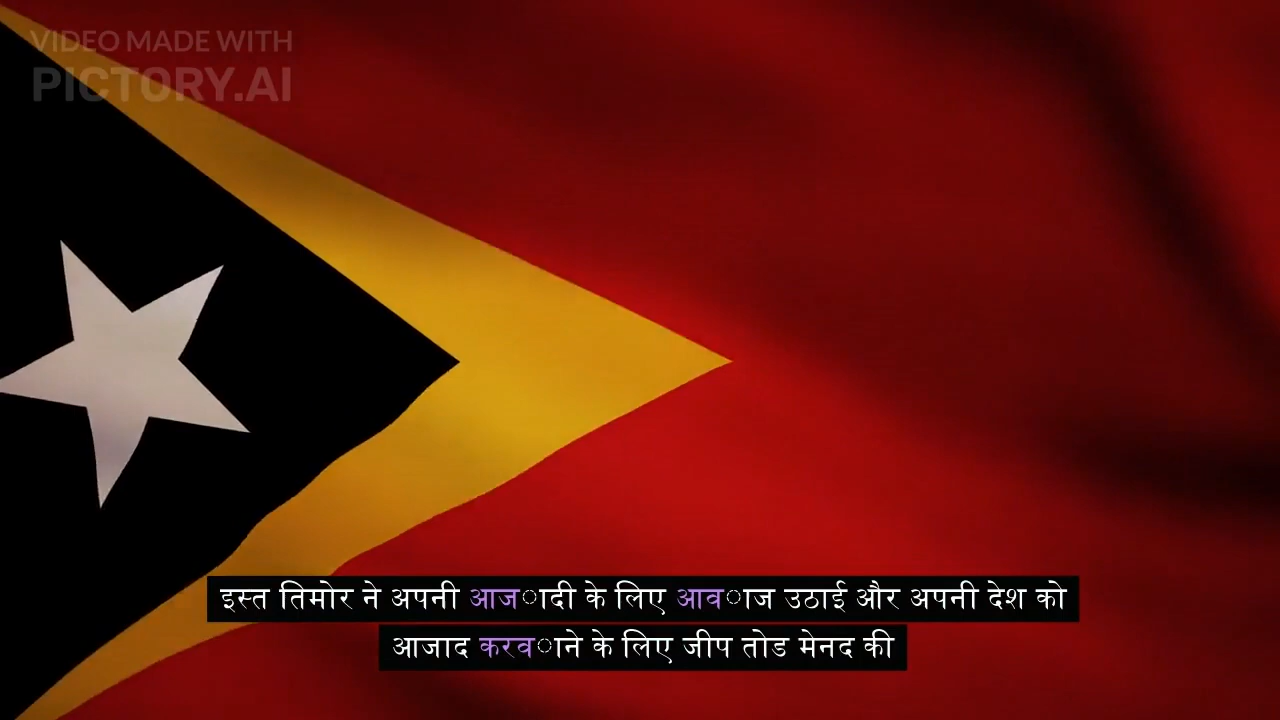 VIDEO MADE WITH
PICTORY.AI
इस्त तिमोर ने अपनी आजादी के लिए आवाज उठाई और अपनी देश को
आजाद करवाने के लिए जीप तोड मेनद की